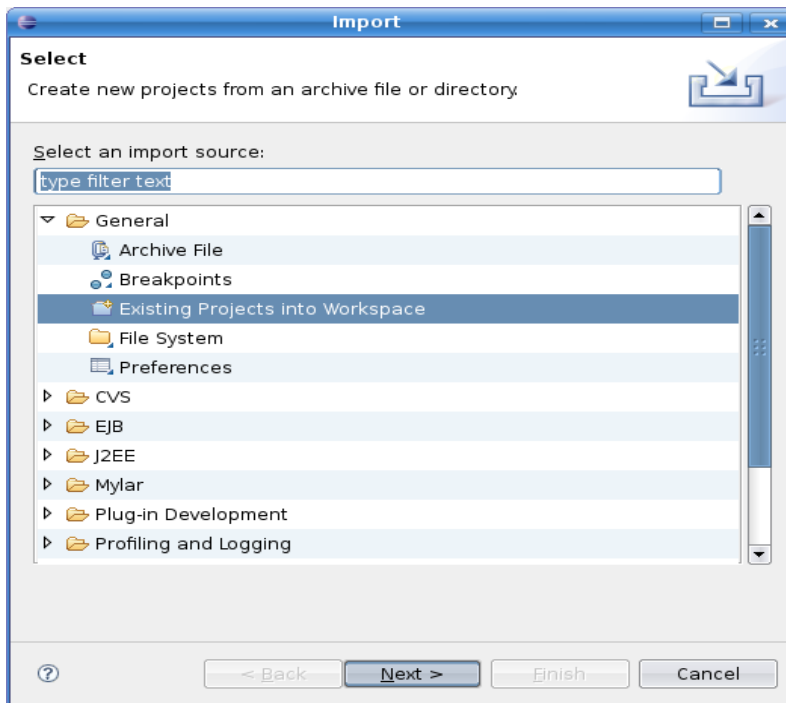 Import
Select
Create new projects from an archive file or directory.
Select an import source:
type filter text
General
Archive File
Breakpoints
Existing Projects into Workspace
File System
Preferences
CVS
EJB
J2EE
Mylar
Plug-in Development
Profiling and Logging
?
< Back Next > Finish Cancel